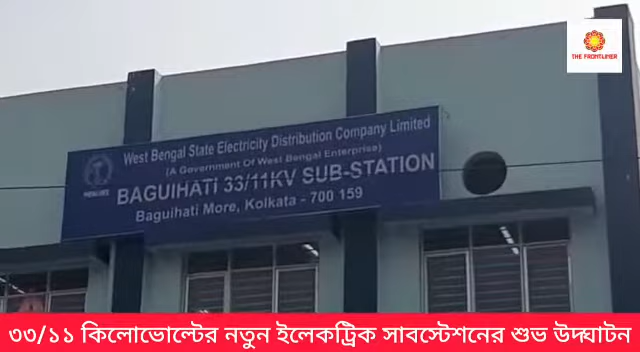 THE FRONTLINER
West Bengal State Electricity Distribution Company Limited
(A Government Of West Bengal Enterprise)
BAGUIHATI 33/11KV SUB-STATION
Baguihati More, Kolkata - 700 159
৩৩/১১ কিলোভোল্টের নতুন ইলেকট্রিক সাবস্টেশনের শুভ উদ্ঘাটন